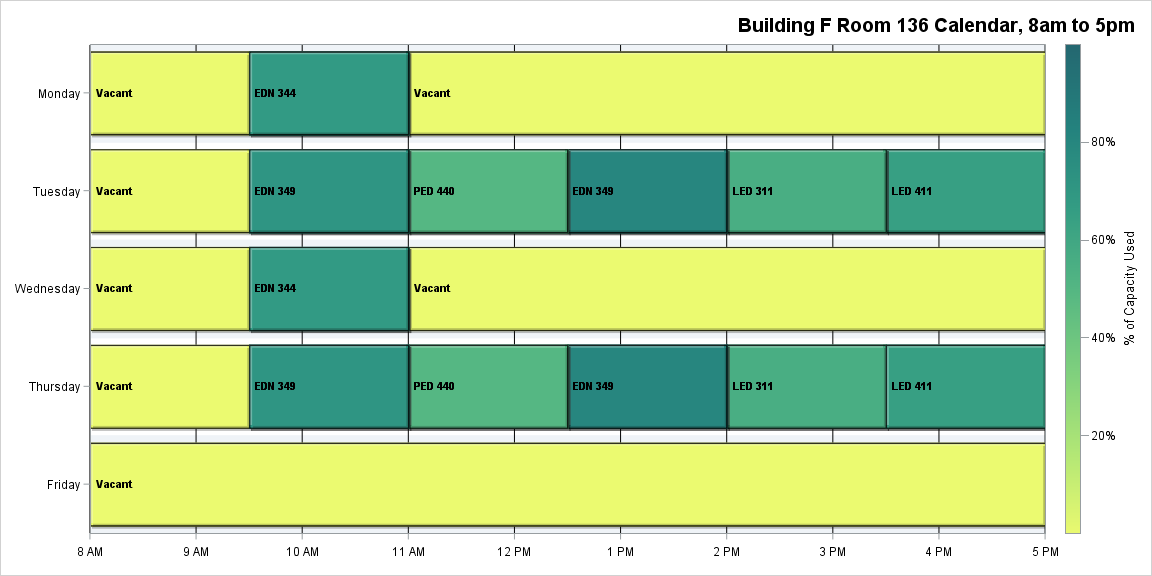 Building F Room 136 Calendar, 8am to 5pm
Monday
Vacant
EDN 344
Vacant
Tuesday
Vacant
EDN 349
PED 440
EDN 349
LED 311
LED 411
Wednesday
Vacant
EDN 344
Vacant
Thursday
Vacant
EDN 349
PED 440
EDN 349
LED 311
LED 411
Friday
Vacant
8 AM
9 AM
10 AM
11 AM
12 PM
1 PM
2 PM
3 PM
4 PM
5 PM
80%
60%
40%
20%
% of Capacity Used